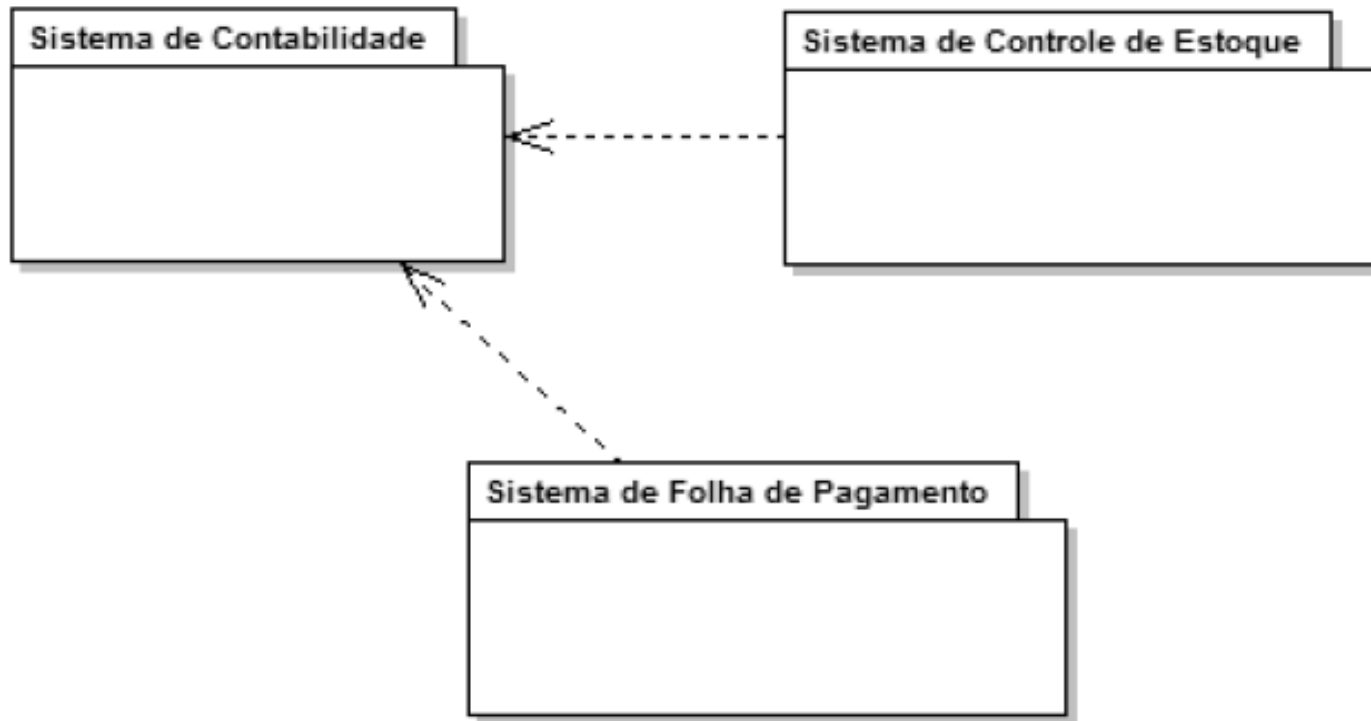 Sistema de Contabilidade
Sistema de Controle de Estoque
Sistema de Folha de Pagamento